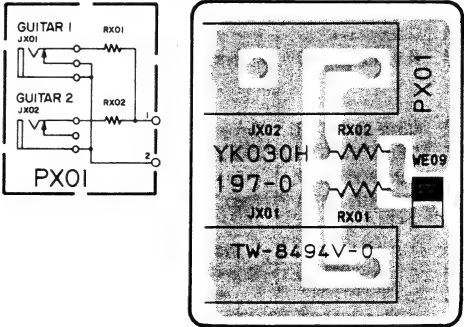 GUITAR 1
JX01
RX01
GUITAR 2
JX02
RX02
1
2
PX01
PX01
JX02
RX02
YK030H
WE09
197-0
JX01
RX01
TW-8494V-0